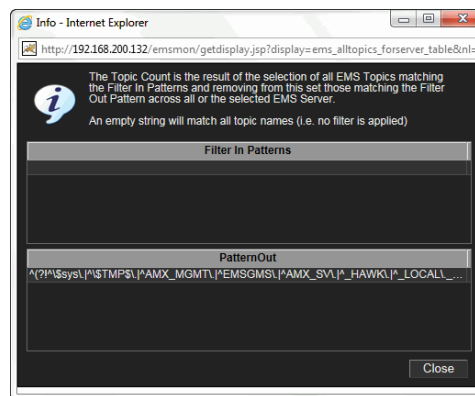 Info - Internet Explorer
http://192.168.200.132/emsmon/getdisplay.jsp?display=ems_alltopics_forserver_table&nl=
The Topic Count is the result of the selection of all EMS Topics matching
the Filter In Patterns and removing from this set those matching the Filter
Out Pattern across all or the selected EMS Server.
An empty string will match all topic names (i.e. no filter is applied)
Filter In Patterns
PatternOut
^(?!^\$sys\.|^\$TMP$\.|^AMX_MGMT\.|^EMSGMS\.|^AMX_SV\.|^_HAWK\.|^_LOCAL\._...
Close